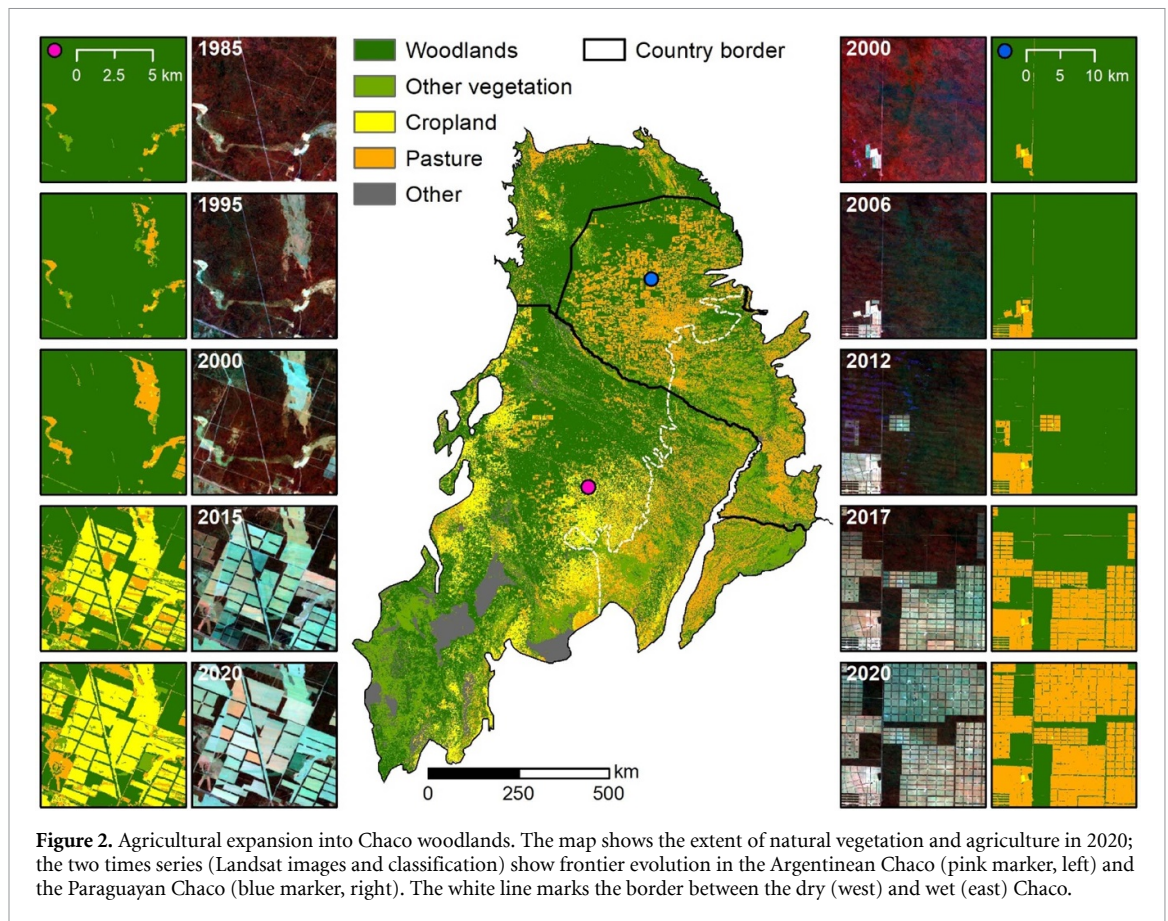 0 2.5 5 km
1985
1995
2000
2015
2020
Woodlands
Other vegetation
Cropland
Pasture
Other
Country border
km
0 250 500
2000
0 5 10 km
2006
2012
2017
2020
Figure 2. Agricultural expansion into Chaco woodlands. The map shows the extent of natural vegetation and agriculture in 2020;
the two times series (Landsat images and classification) show frontier evolution in the Argentinean Chaco (pink marker, left) and
the Paraguayan Chaco (blue marker, right). The white line marks the border between the dry (west) and wet (east) Chaco.